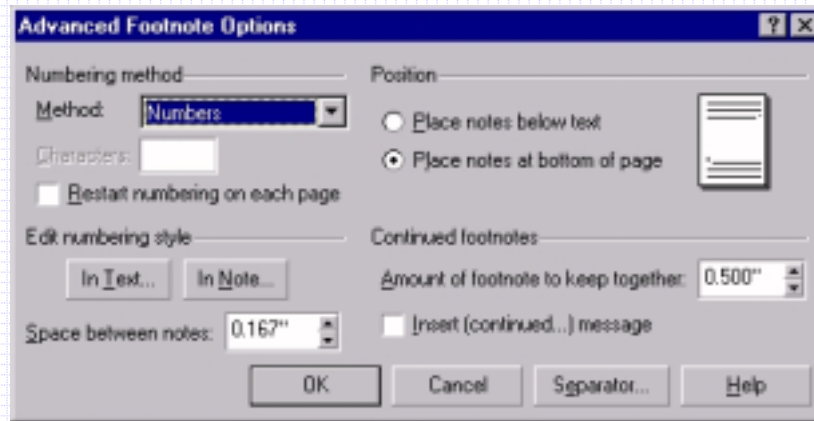 Advanced Footnote Options
Numbering method
Method: Numbers
Characters:
Restart numbering on each page
Position
Place notes below text
Place notes at bottom of page
Edit numbering style
In Text... In Note...
Space between notes: 0.167"
Continued footnotes
Amount of footnote to keep together: 0.500"
Insert (continued...) message
OK Cancel Separator... Help